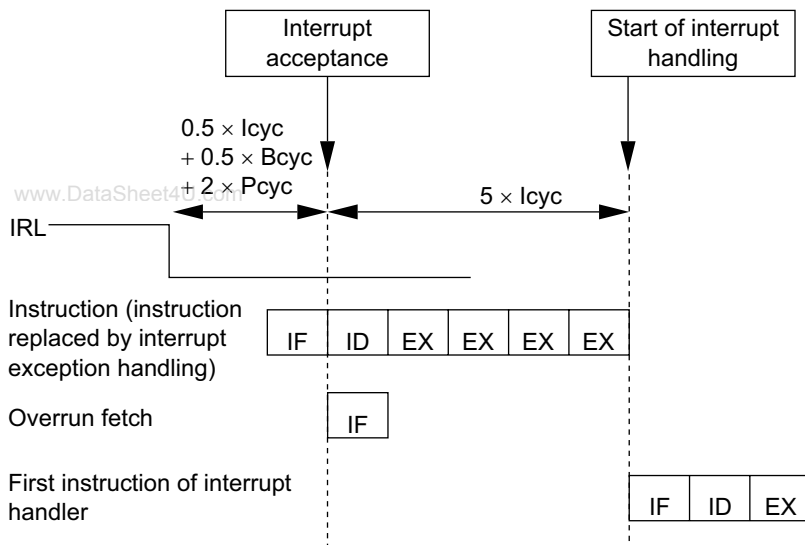 Interrupt
acceptance
Start of interrupt
handling
0.5 × Icyc
+ 0.5 × Bcyc
+ 2 × Pcyc
www.DataSheet4U.com
5 × Icyc
IRL
Instruction (instruction
replaced by interrupt
exception handling)
IF ID EX EX EX EX
Overrun fetch
IF
First instruction of interrupt
handler
IF ID EX